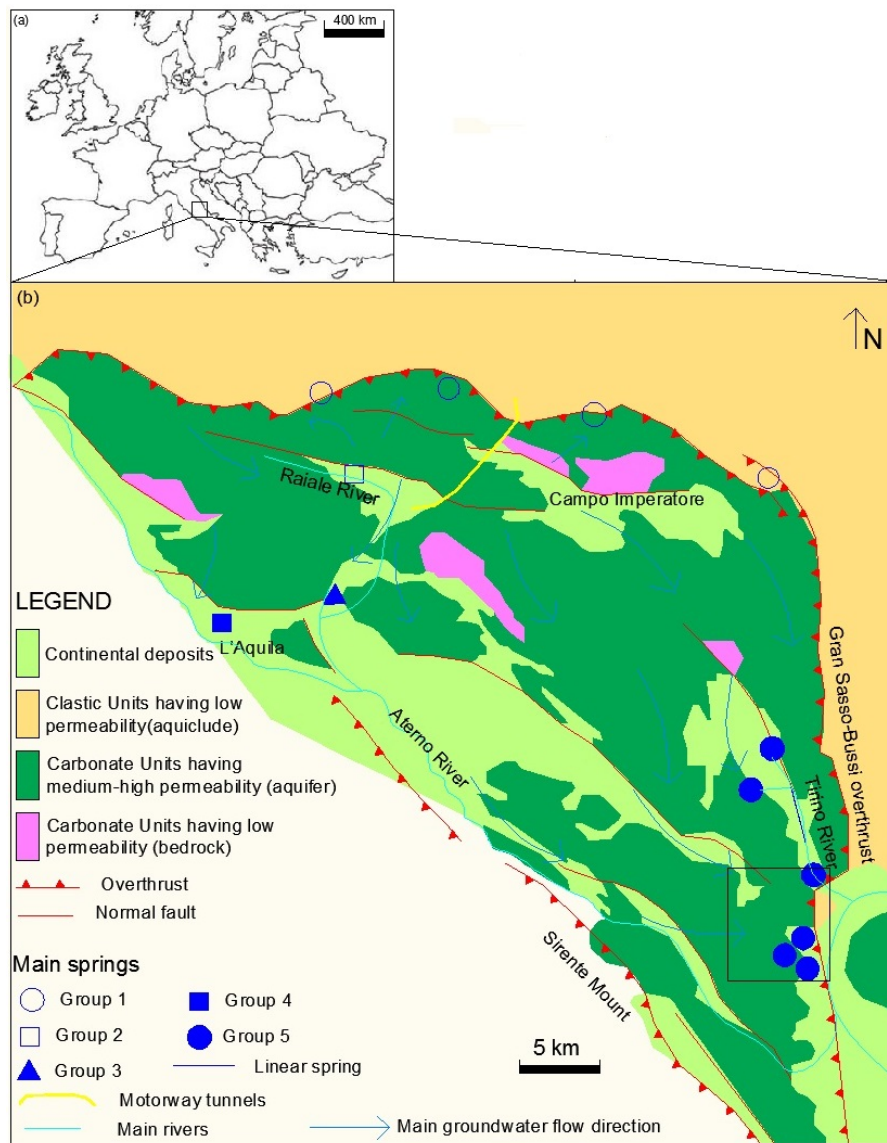 (a)
400 km
(b)
N
Raiale River
Campo Imperatore
LEGEND
L'Aquila
Continental deposits
Clastic Units having low
permeability(aquiclude)
Carbonate Units having
medium-high permeability (aquifer)
Carbonate Units having low
permeability (bedrock)
Overthrust
Normal fault
Aterno River
Gran Sasso-Bussi overthrust
Tirino River
Sirente Mount
Main springs
Group 1
Group 4
Group 2
Group 5
Group 3
Linear spring
5 km
Motorway tunnels
Main rivers
Main groundwater flow direction